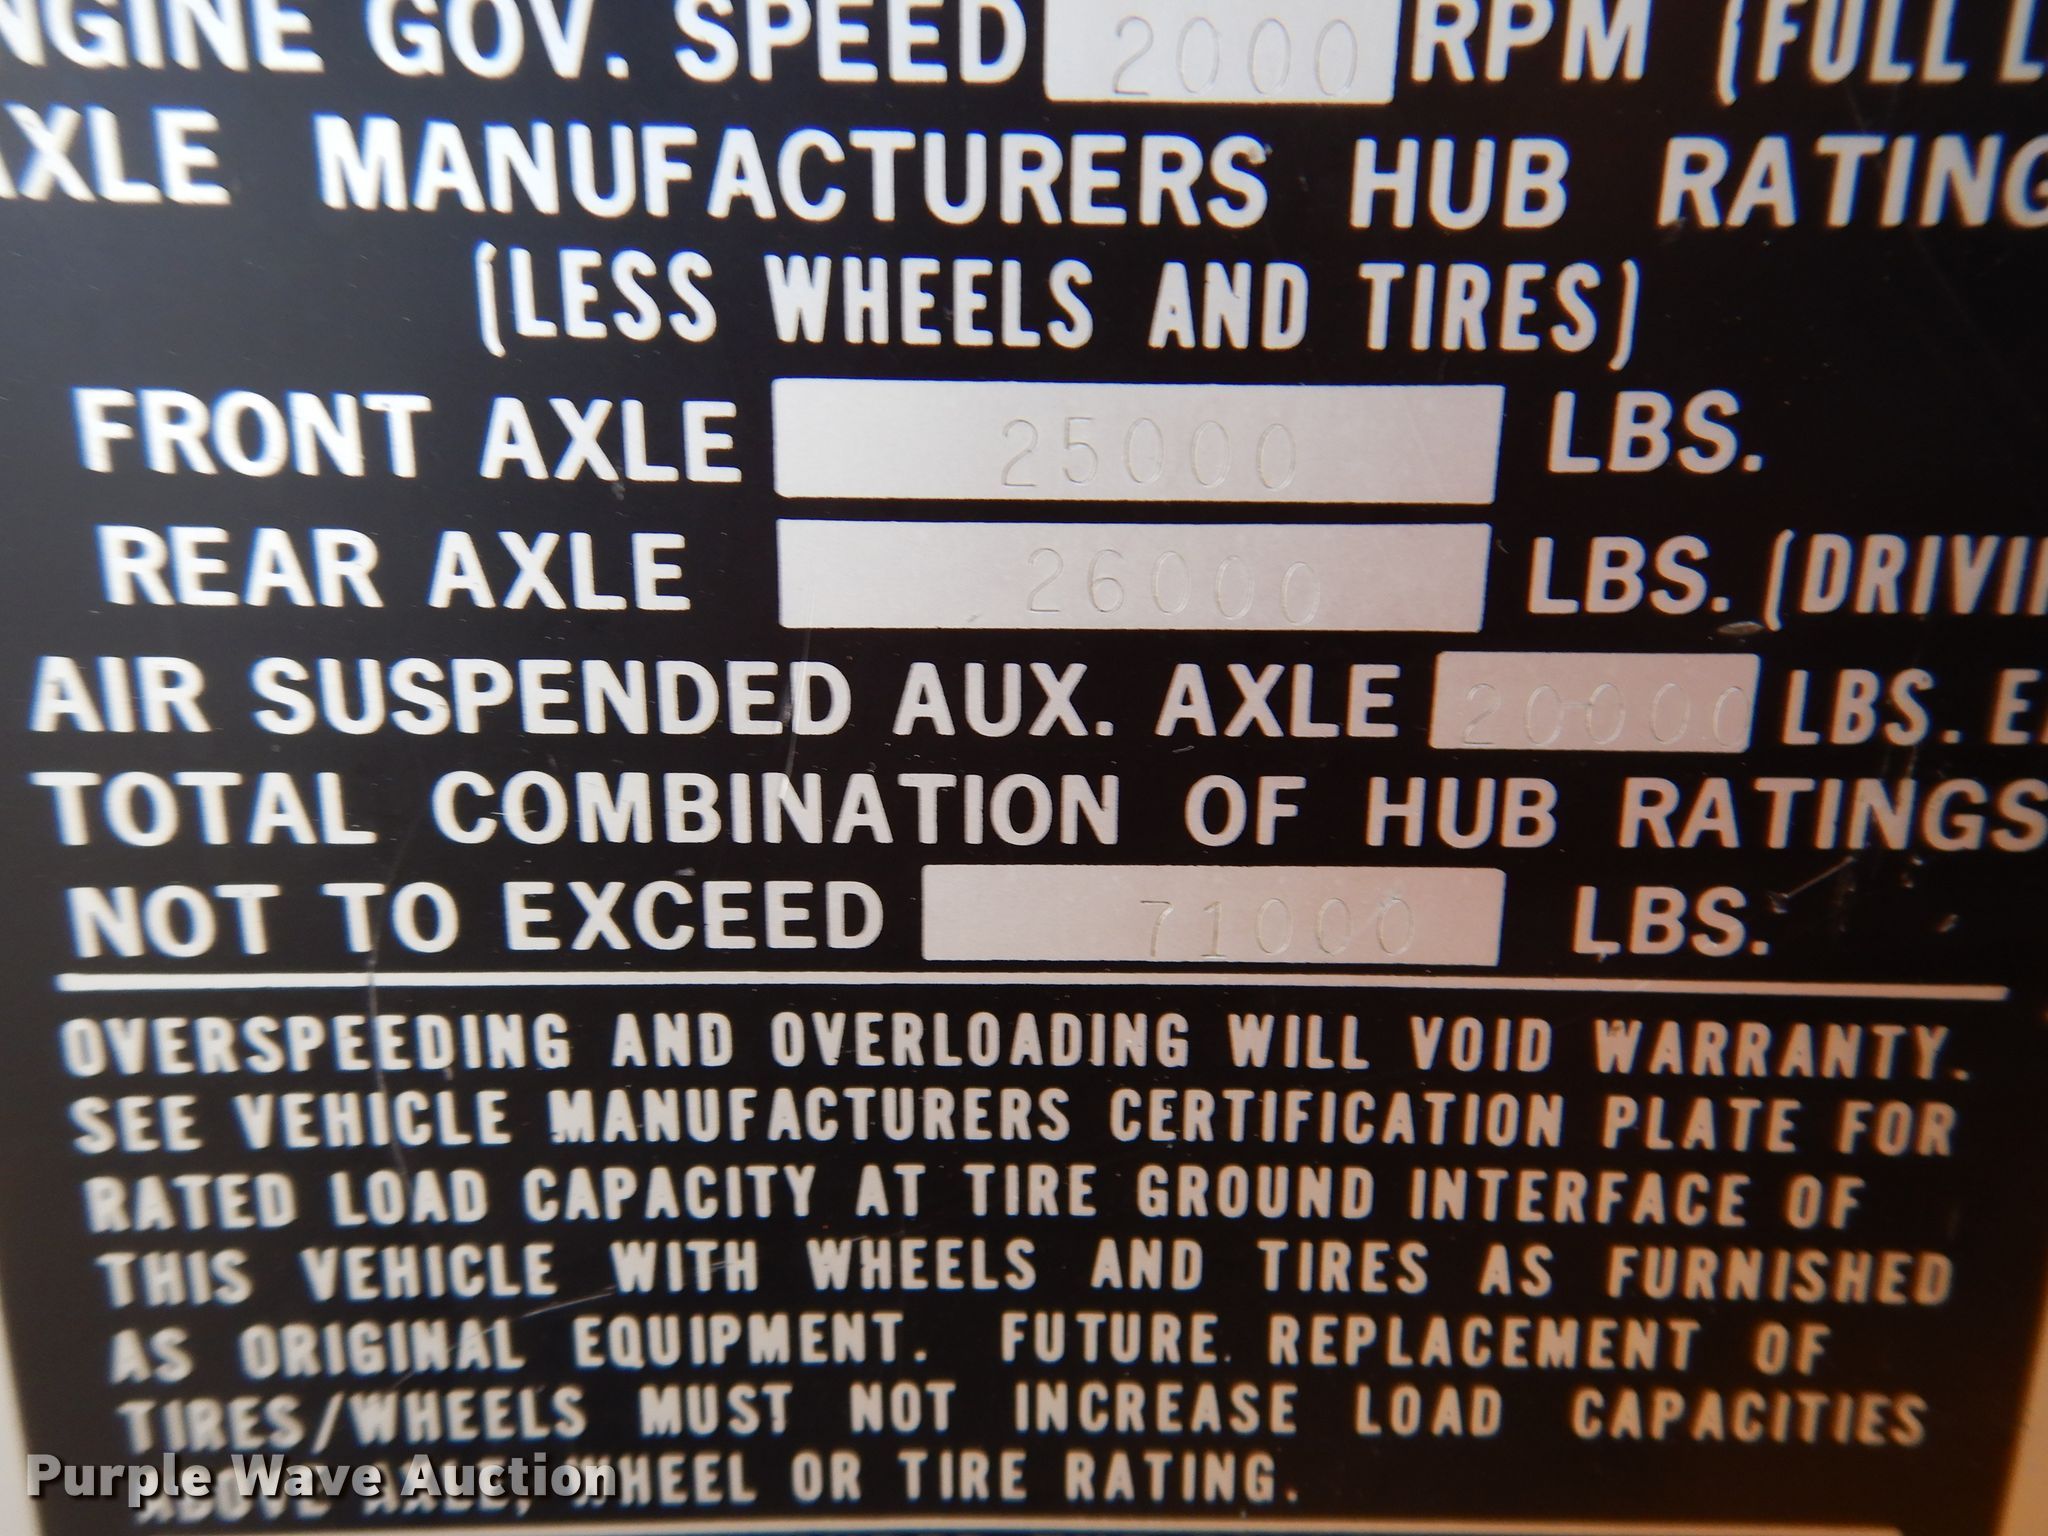 NGINE GOV. SPEED 2000 RPM (FULL L
AXLE MANUFACTURERS HUB RATING
(LESS WHEELS AND TIRES)
FRONT AXLE 25000 LBS.
REAR AXLE 26000 LBS. (DRIVI
AIR SUSPENDED AUX. AXLE 20000 LBS. E
TOTAL COMBINATION OF HUB RATINGS
NOT TO EXCEED 71000 LBS.
OVERSPEEDING AND OVERLOADING WILL VOID WARRANTY.
SEE VEHICLE MANUFACTURERS CERTIFICATION PLATE FOR
RATED LOAD CAPACITY AT TIRE GROUND INTERFACE OF
THIS VEHICLE WITH WHEELS AND TIRES AS FURNISHED
AS ORIGINAL EQUIPMENT. FUTURE REPLACEMENT OF
TIRES/WHEELS MUST NOT INCREASE LOAD CAPACITIES
ABOVE AXLE, WHEEL OR TIRE RATING.
Purple Wave Auction